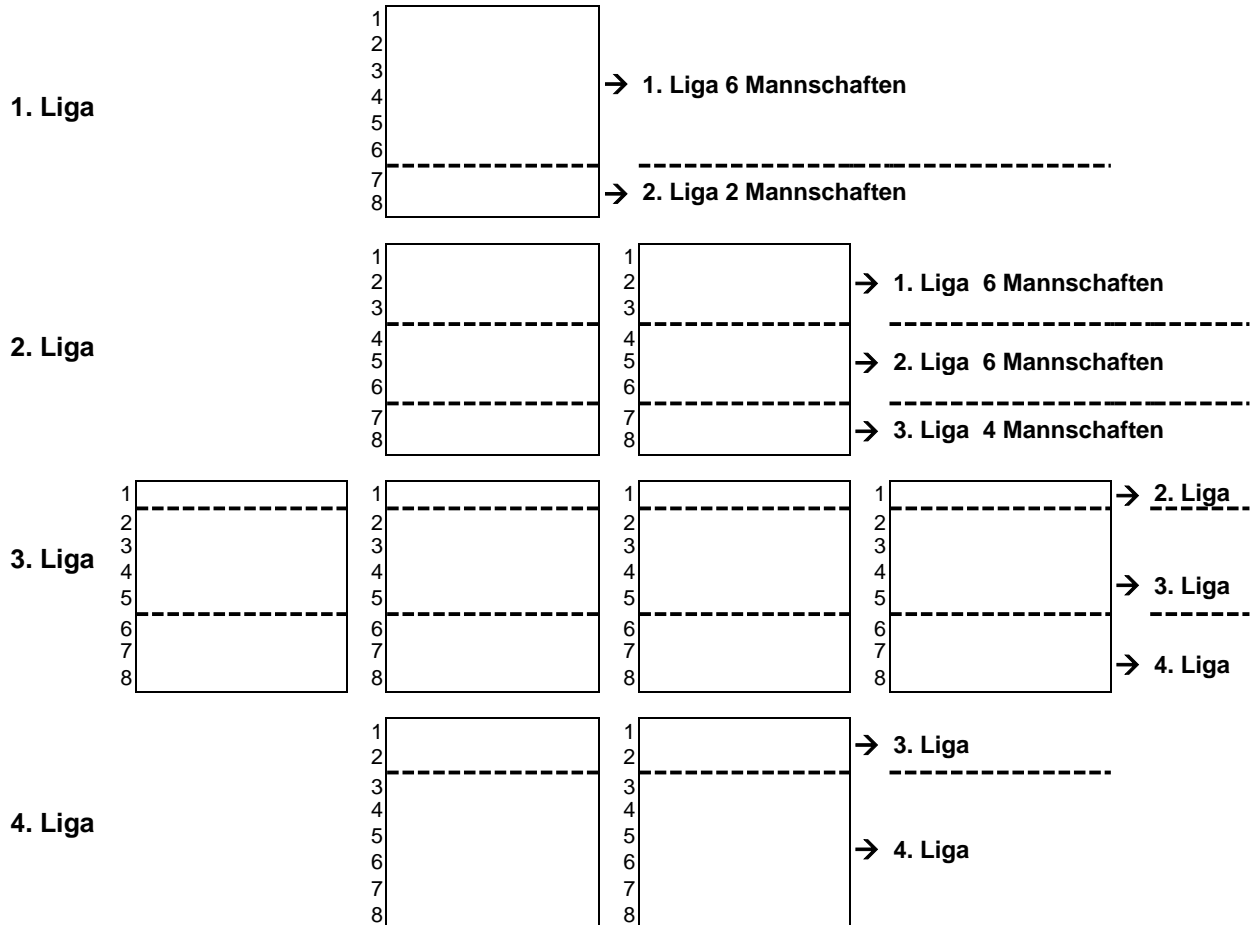 1
2
3
→ 1. Liga 6 Mannschaften
4
1. Liga
5
6
7
→ 2. Liga 2 Mannschaften
8
1 1
2 2 → 1. Liga 6 Mannschaften
3 3
4 4
2. Liga
5 5 → 2. Liga 6 Mannschaften
6 6
7 7
8 8 → 3. Liga 4 Mannschaften
1 1 1 1 → 2. Liga
2 2 2 2
3 3 3 3
3. Liga
4 4 4 4
5 5 5 5 → 3. Liga
6 6 6 6
7 7 7 7
→ 4. Liga
8 8 8 8
1 1
→ 3. Liga
2 2
3 3
4 4
4. Liga
5 5
→ 4. Liga
6 6
7 7
8 8